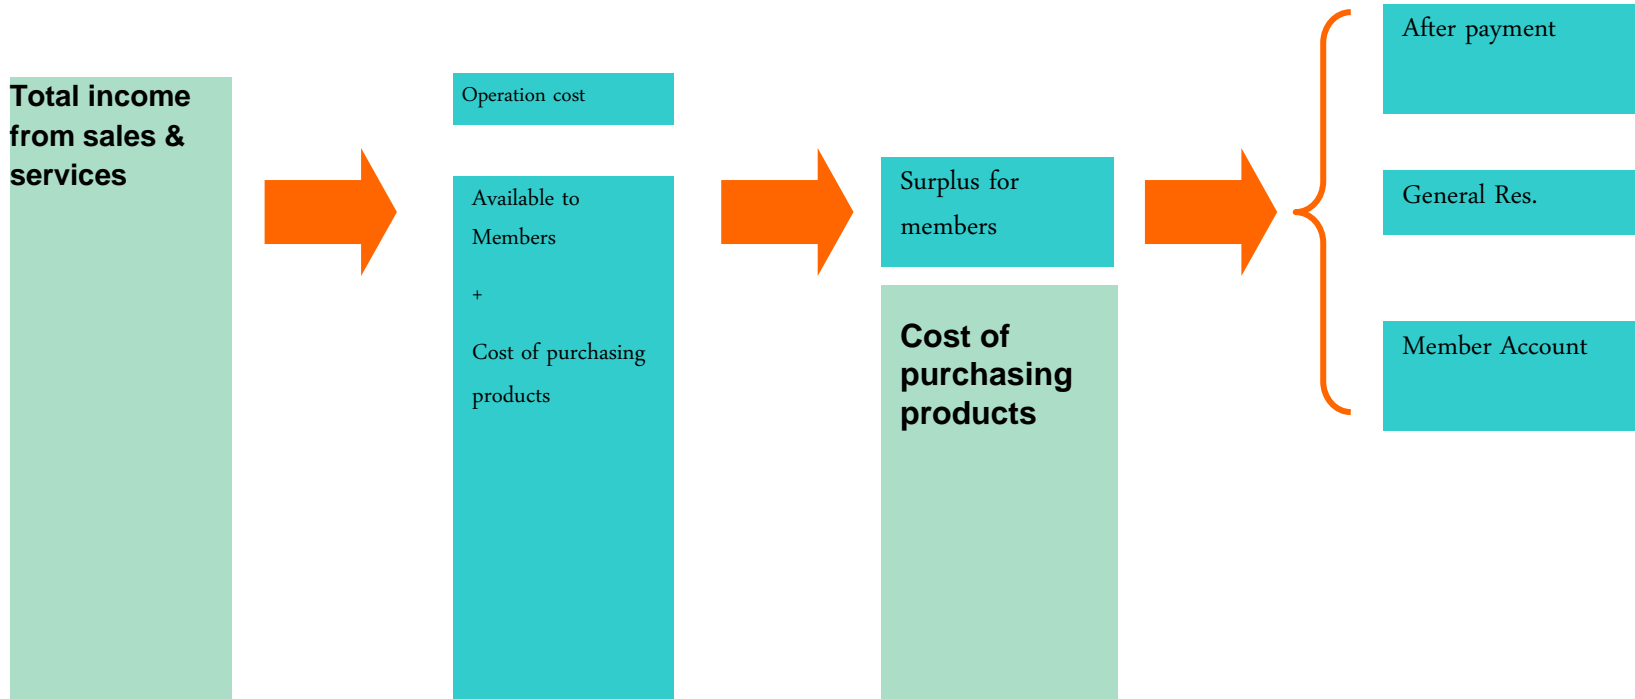 Total income
from sales &
services
Operation cost
Available to
Members
+
Cost of purchasing
products
Surplus for
members
Cost of
purchasing
products
After payment
General Res.
Member Account